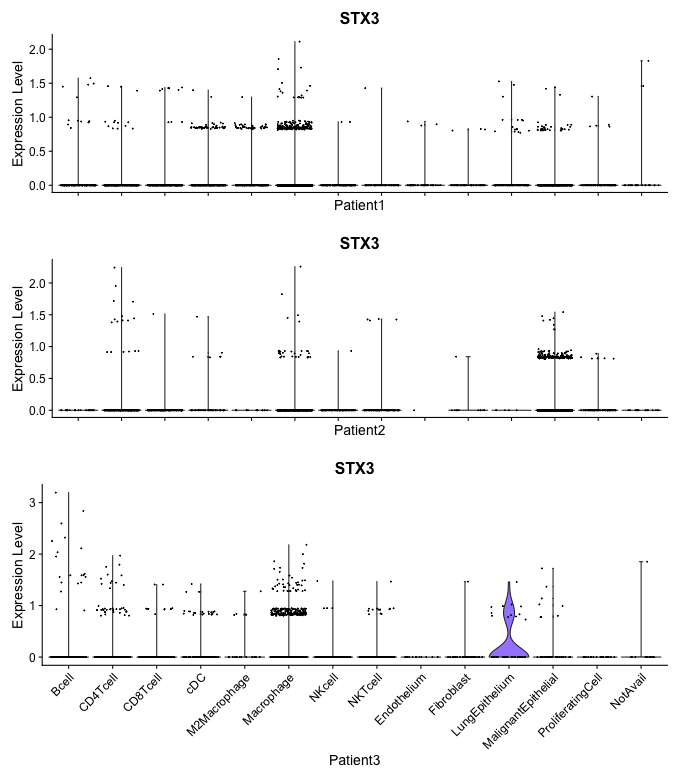 STX3
Expression Level
2.0
1.5
1.0
0.5
0.0
Patient1
STX3
Expression Level
2.0
1.5
1.0
0.5
0.0
Patient2
STX3
Expression Level
3
2
1
0
Bcell
CD4Tcell
CD8Tcell
cDC
M2Macrophage
Macrophage
NKcell
NKTcell
Endothelium
Fibroblast
LungEpithelium
MalignantEpithelial
ProliferatingCell
NotAvail
Patient3